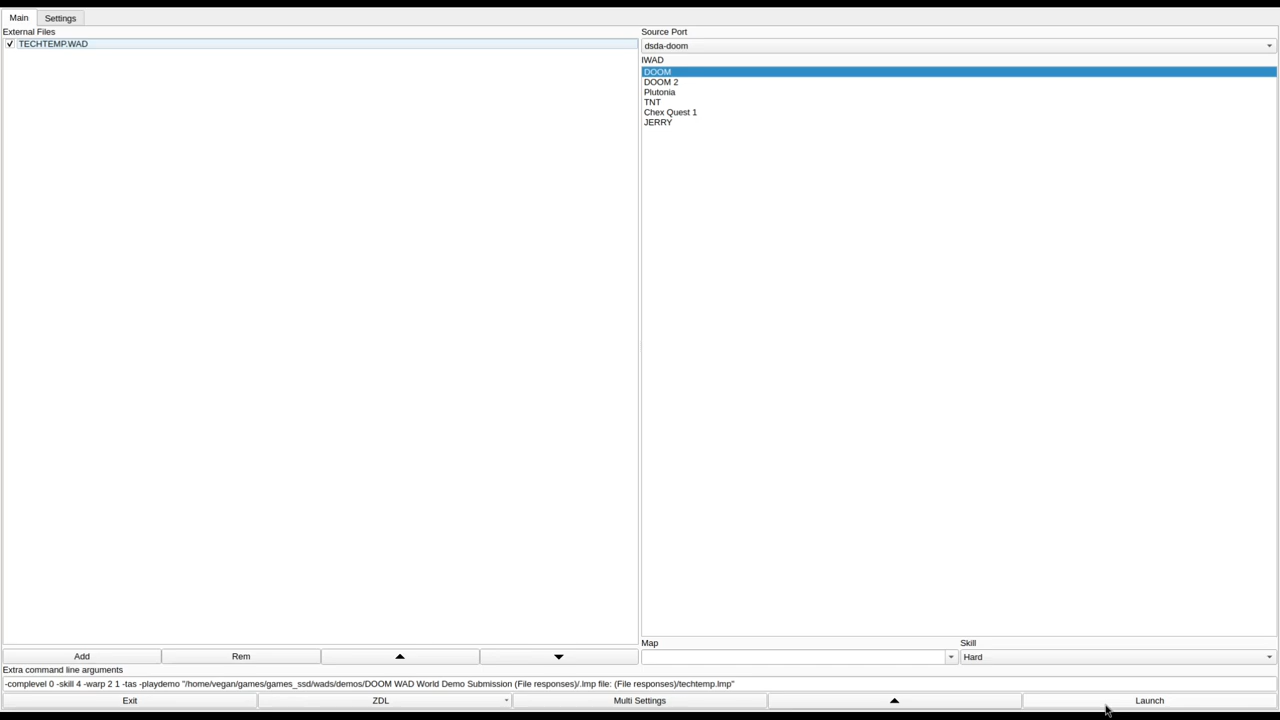 Main Settings
External Files
TECHTEMP.WAD
Source Port
dsda-doom
IWAD
DOOM
DOOM 2
Plutonia
TNT
Chex Quest 1
JERRY
Map Skill
Hard
Add Rem
Extra command line arguments
-complevel 0 -skill 4 -warp 2 1 -tas -playdemo "/home/vegan/games/games_ssd/wads/demos/DOOM WAD World Demo Submission (File responses)/.lmp file: (File responses)/techtemp.lmp"
Exit ZDL Multi Settings Launch